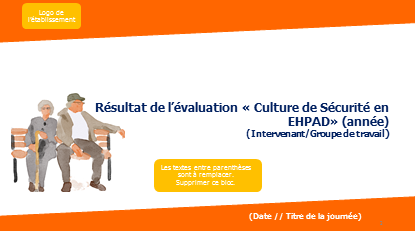 Logo de
l'établissement
Résultat de l'évaluation « Culture de Sécurité en
EHPAD» (année)
(Intervenant/Groupe de travail)
Les textes entre parenthèses
sont à remplacer.
Supprimer ce bloc.
(Date // Titre de la journée)